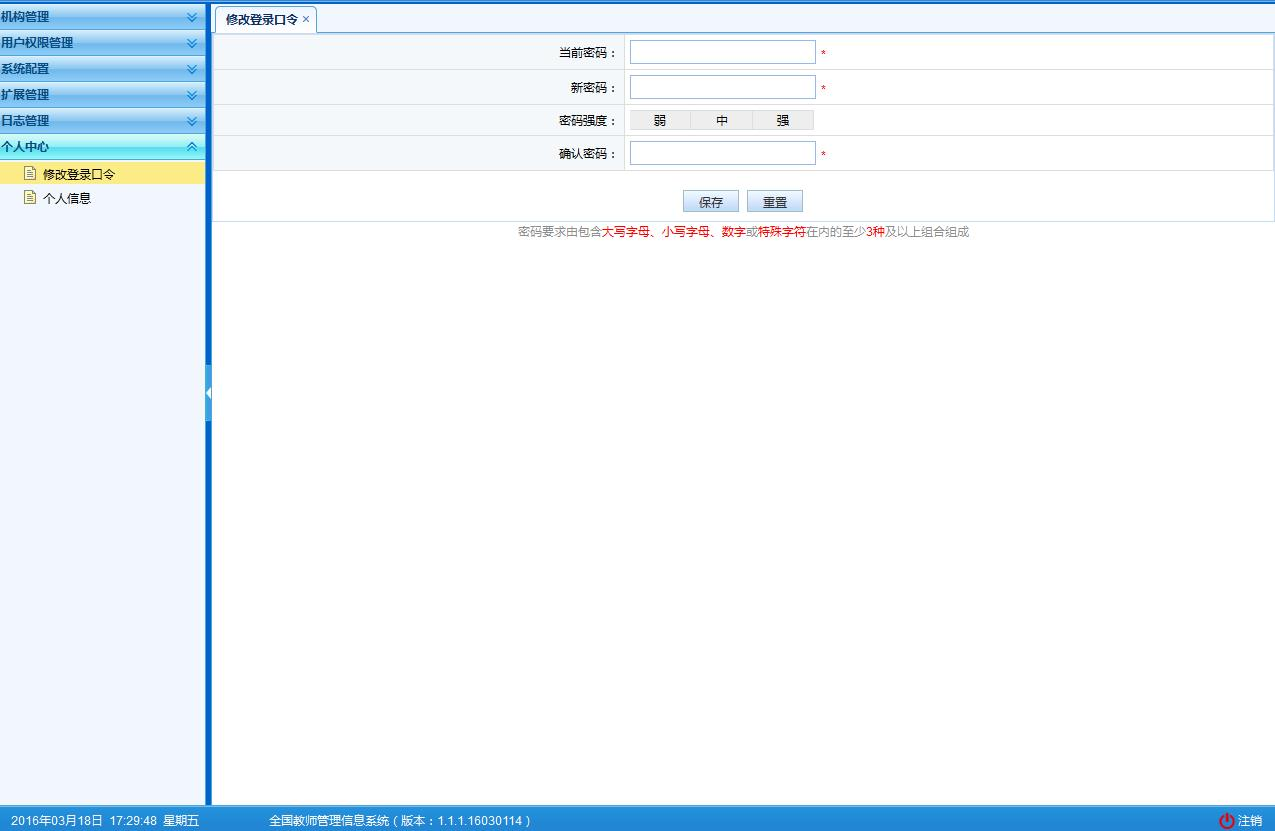 机构管理
用户权限管理
系统配置
扩展管理
日志管理
个人中心
修改登录口令
个人信息
修改登录口令 ×
当前密码： *
新密码： *
密码强度： 弱 中 强
确认密码： *
保存 重置
密码要求由包含大写字母、小写字母、数字或特殊字符在内的至少3种及以上组合组成
2016年03月18日 17:29:48 星期五 全国教师管理信息系统 ( 版本：1.1.1.16030114 ) 注销